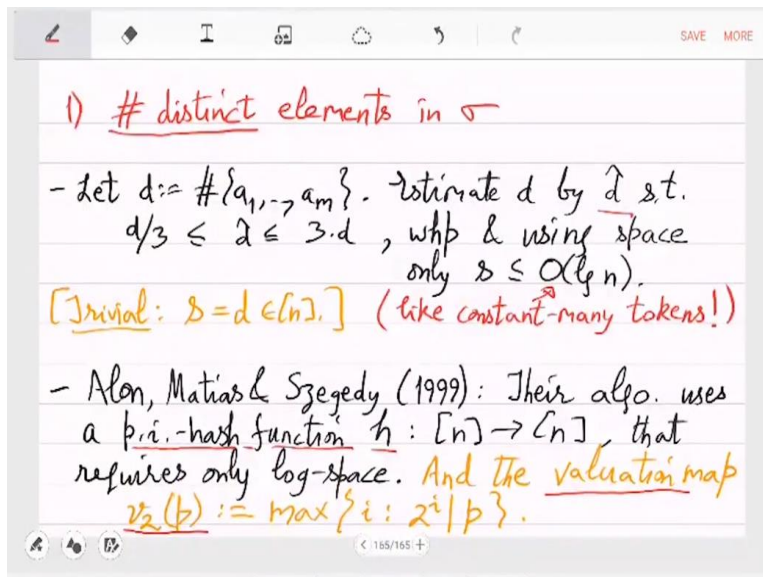 SAVE MORE
1) # distinct elements in σ
- Let d := #{a₁, --, aₘ}. Estimate d by d̂ s.t.
d/3 ≤ d̂ ≤ 3·d , whp & using space
only s ≤ O(lg n).
[Trivial: s = d ∈ [n].] (like constant-many tokens!)
- Alon, Matias & Szegedy (1999): Their algo. uses
a p.i.-hash function h : [n] → [n], that
requires only log-space. And the valuation map
v₂(p) := max{i : 2ⁱ | p}.
< 165/165 +